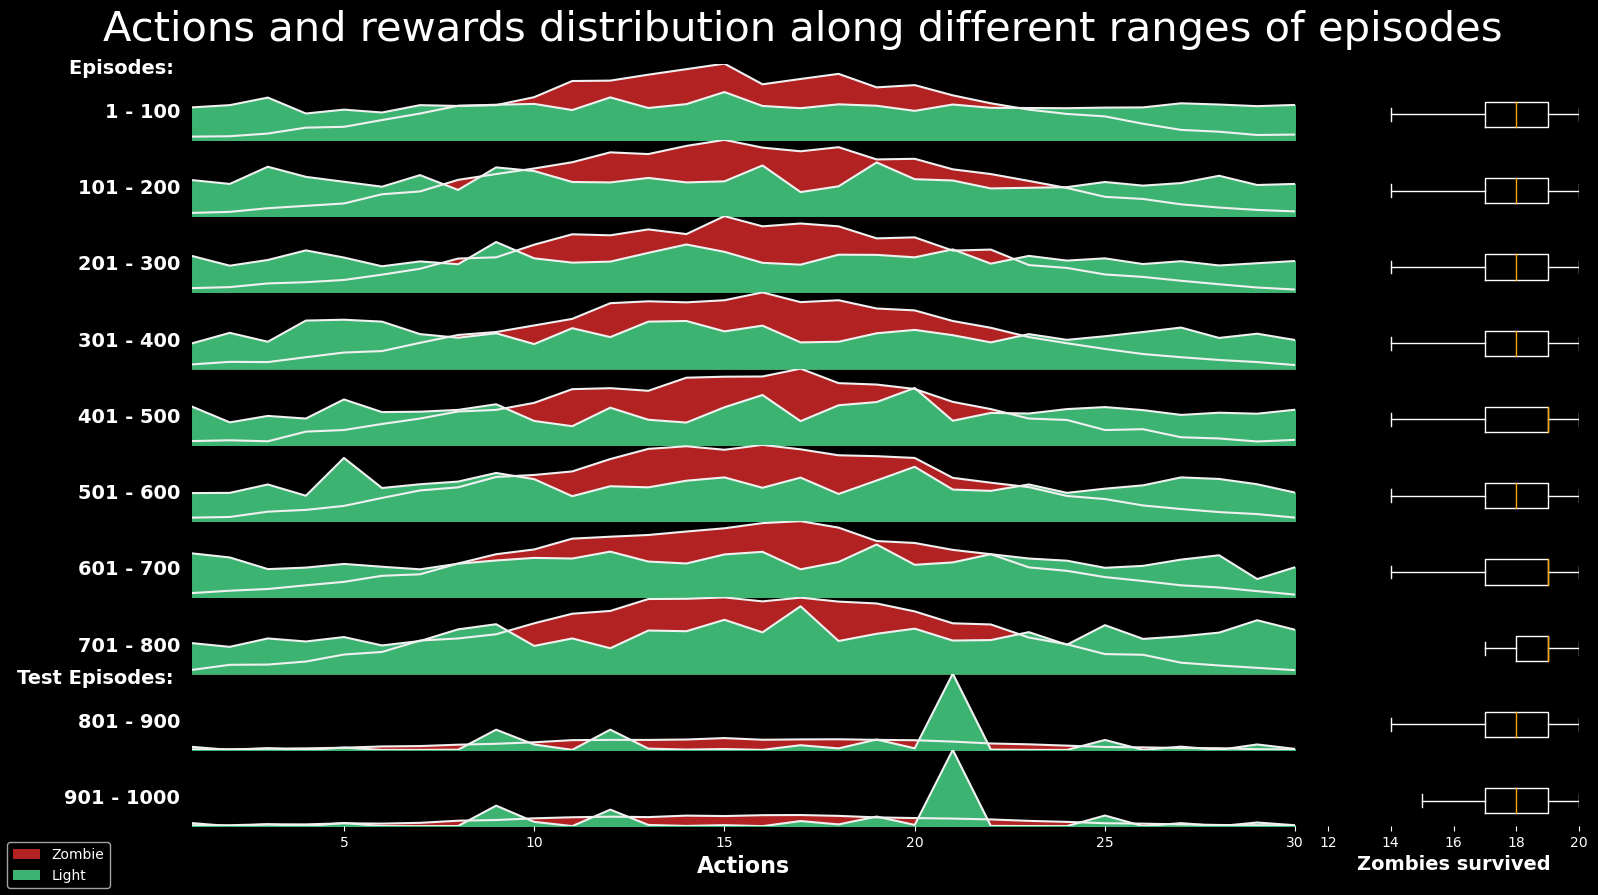 Actions and rewards distribution along different ranges of episodes
Episodes:
1 - 100
101 - 200
201 - 300
301 - 400
401 - 500
501 - 600
601 - 700
701 - 800
Test Episodes:
801 - 900
901 - 1000
5 10 15 20 25 30 12 14 16 18 20
Actions
Zombies survived
Zombie
Light